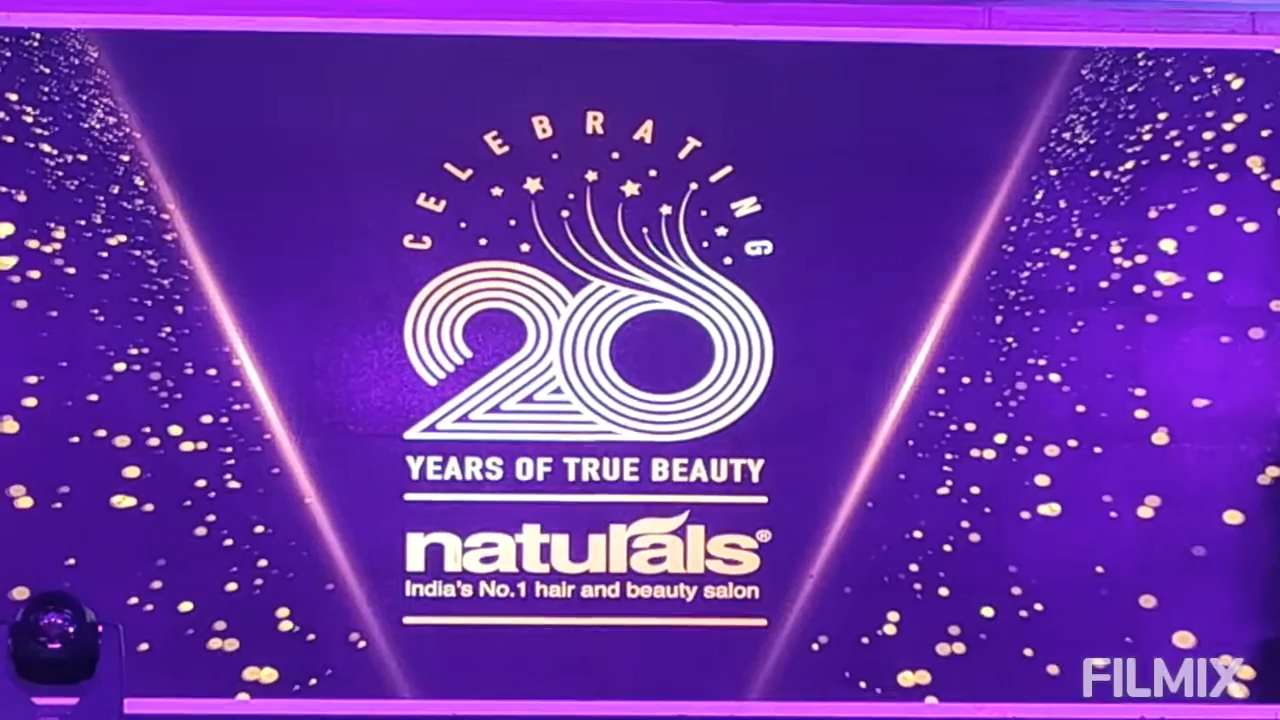 CELEBRATING
20
YEARS OF TRUE BEAUTY
naturals®
India's No.1 hair and beauty salon
FILMIX